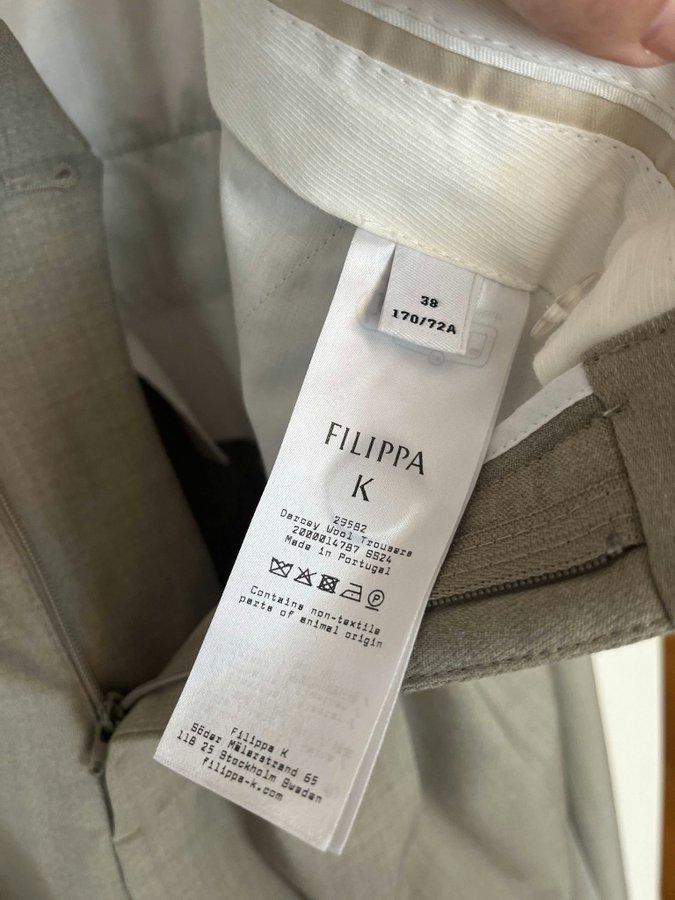 38
170/72A
FILIPPA
K
29582
Darcey Wool Trousers
2000014787 SS24
Made in Portugal
P
Contains non-textile
parts of animal origin
Filippa K
Söder Mälarstrand 65
118 25 Stockholm Sweden
filippa-k.com